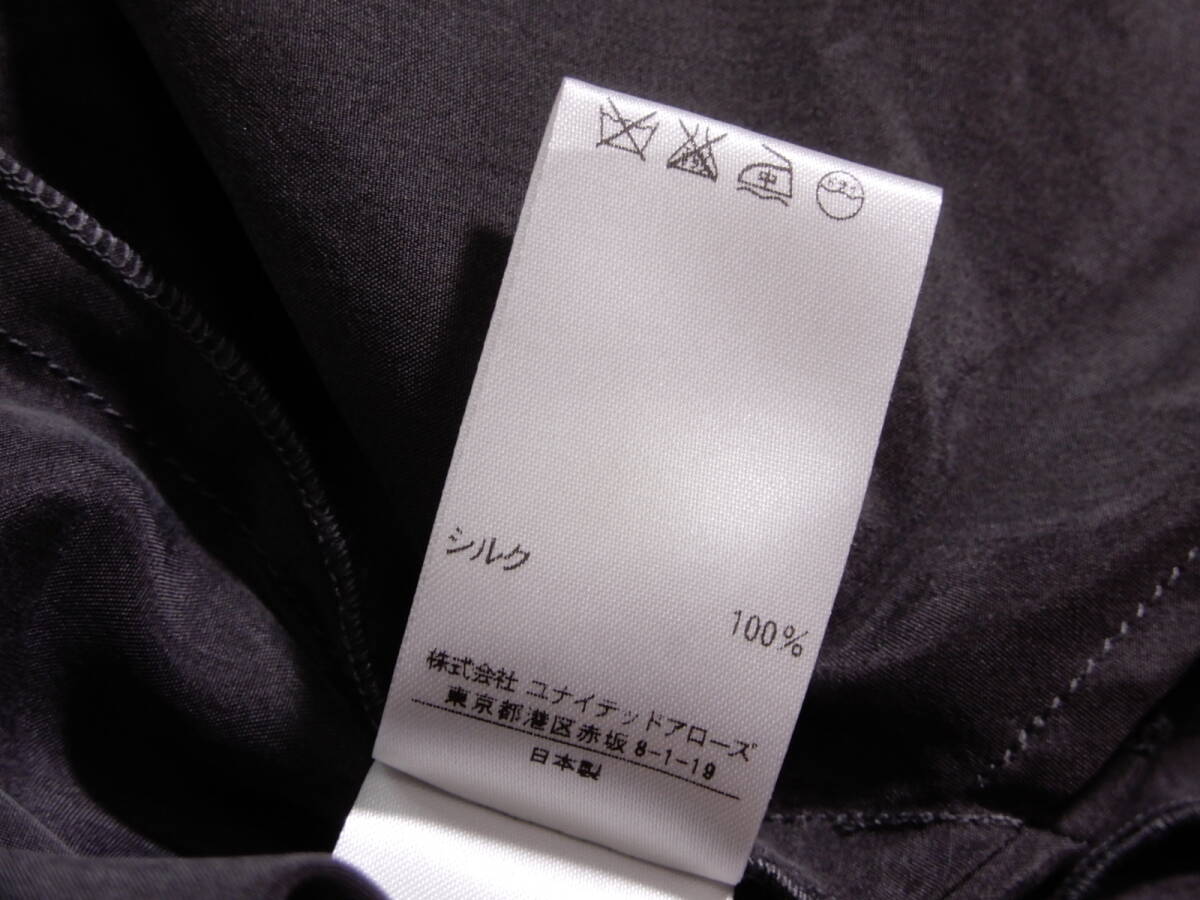 中
シルク
100%
株式会社 ユナイテッドアローズ
東京都港区赤坂8-1-19
日本製